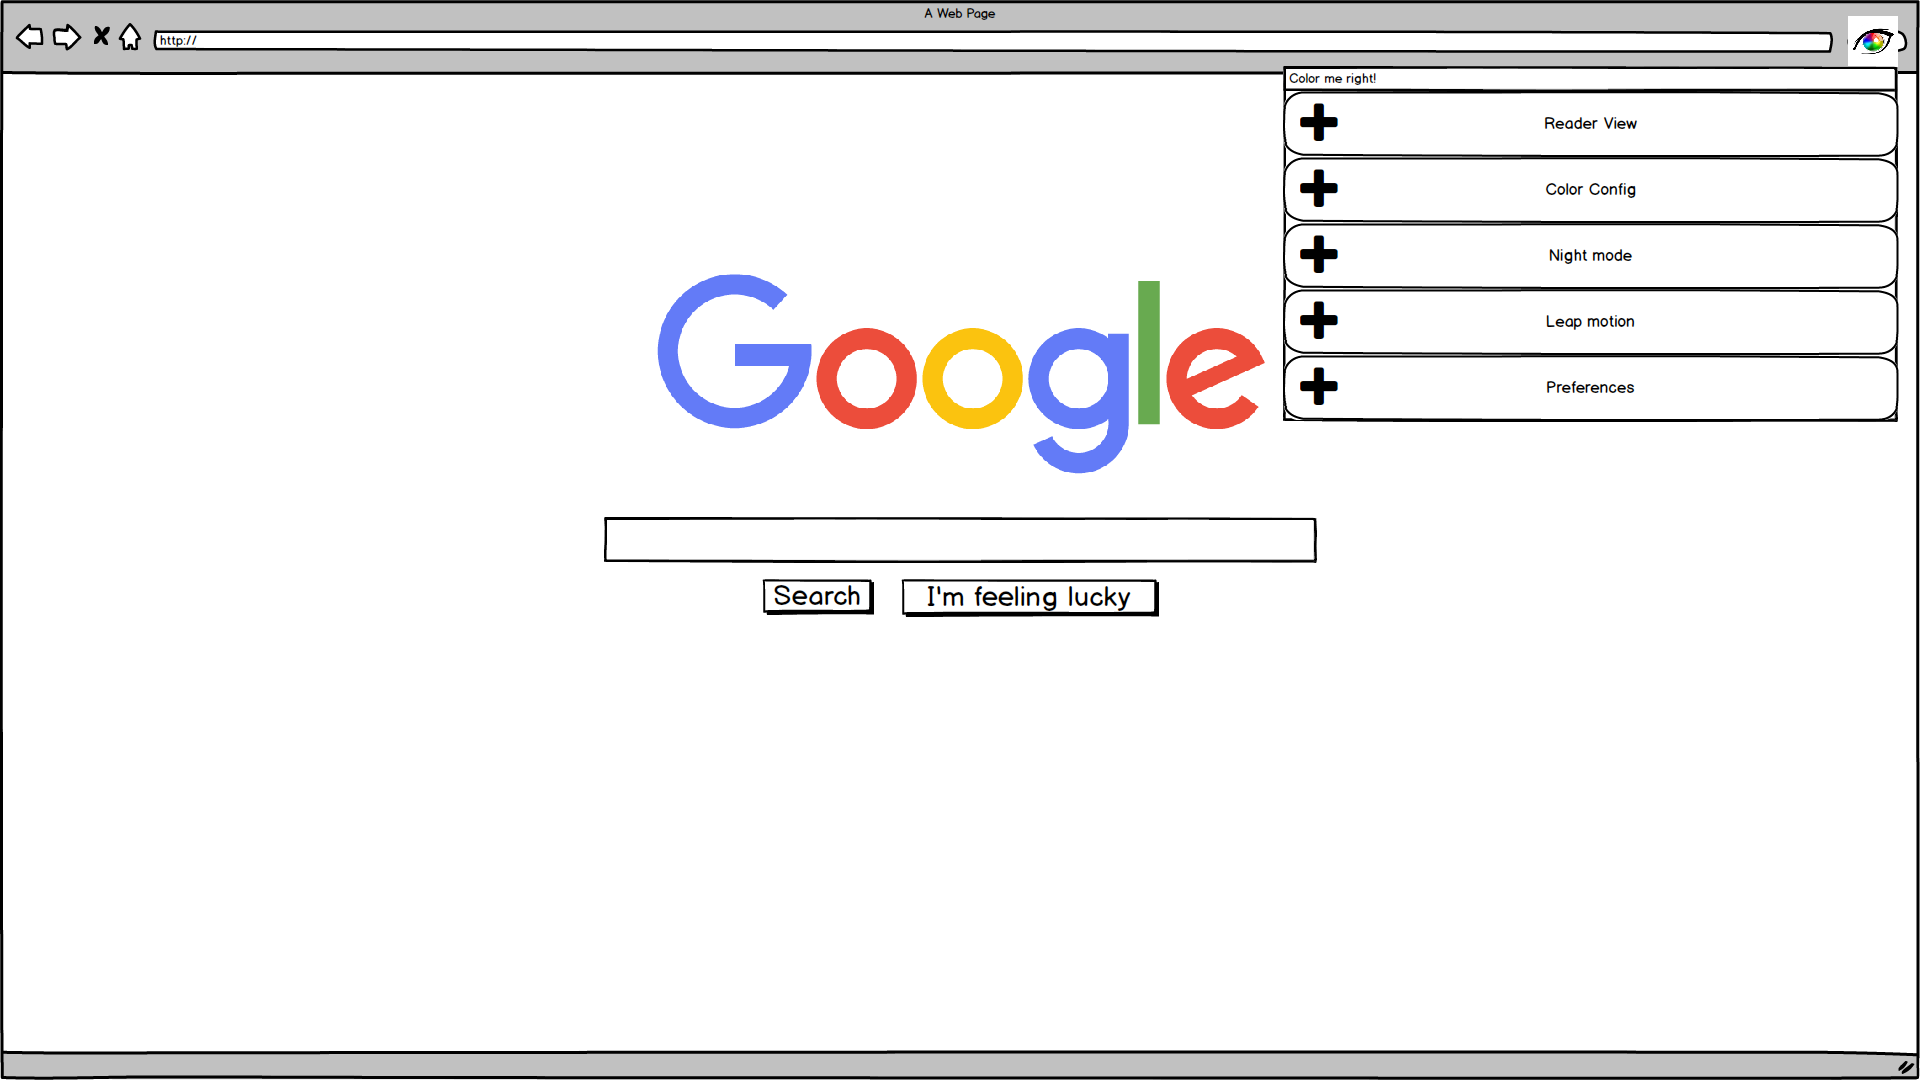 A Web Page
http://
Color me right!
Reader View
Color Config
Night mode
Leap motion
Preferences
Google
Search
I'm feeling lucky